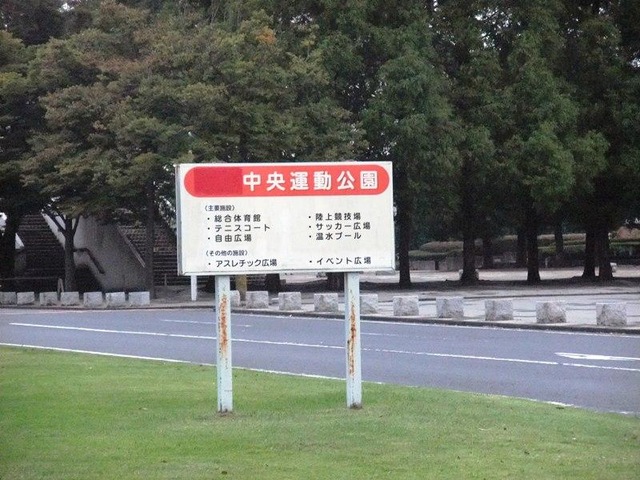 中央運動公園
(主要施設)
・総合体育館 ・陸上競技場
・テニスコート ・サッカー広場
・自由広場 ・温水プール
(その他の施設)
・アスレチック広場 ・イベント広場